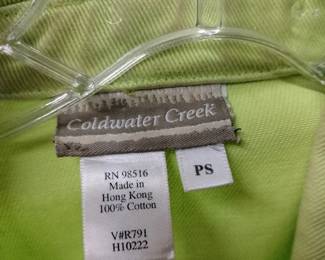 Coldwater Creek
RN 98516
Made in
Hong Kong
100% Cotton
V#R791
H10222
PS